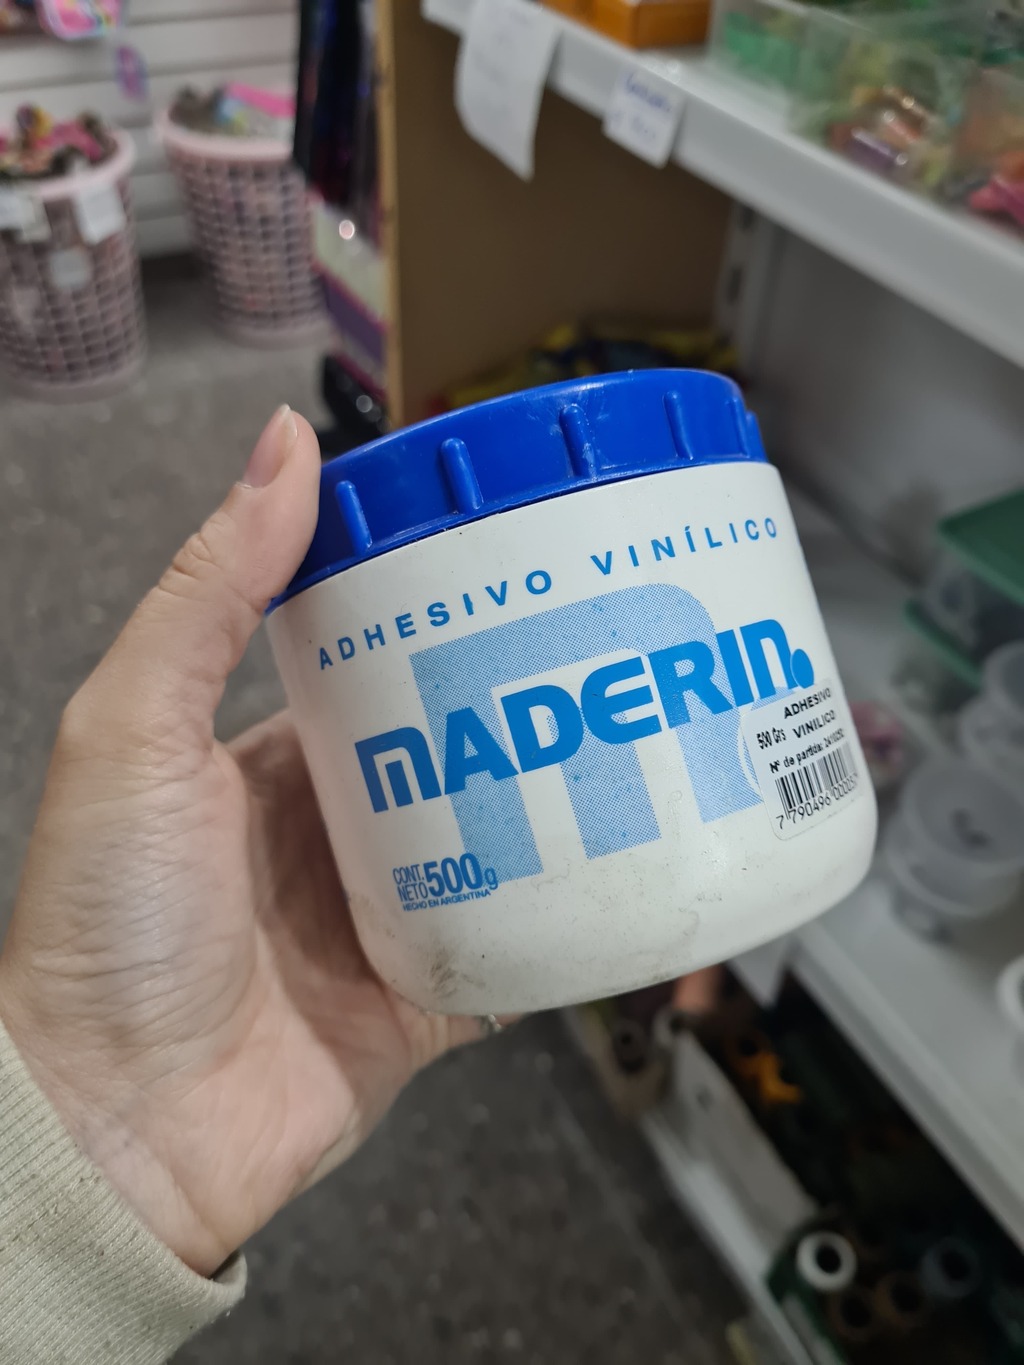 ADHESIVO VINÍLICO
MADERIN.
ADHESIVO
500 Grs VINILICO
Nº de partida:
CONT.
NETO 500g
HECHO EN ARGENTINA